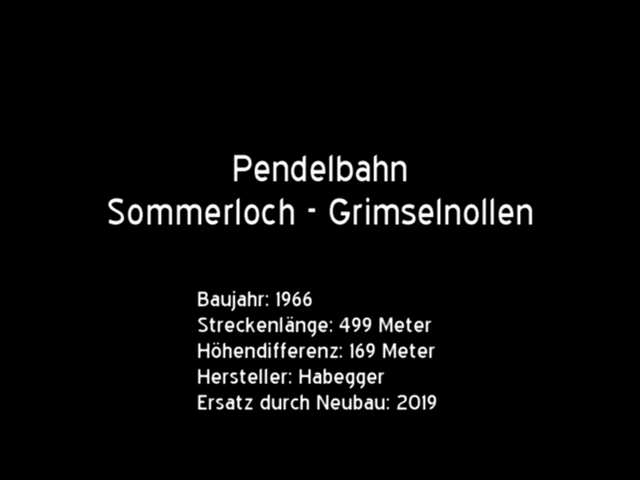 Pendelbahn
Sommerloch - Grimselnollen
Baujahr: 1966
Streckenlänge: 499 Meter
Höhendifferenz: 169 Meter
Hersteller: Habegger
Ersatz durch Neubau: 2019